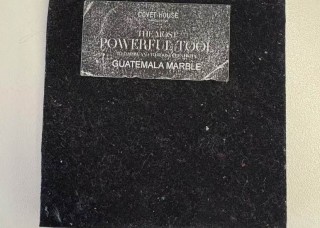 COVET HOUSE
THE MOST
POWERFUL TOOL
GUATEMALA MARBLE